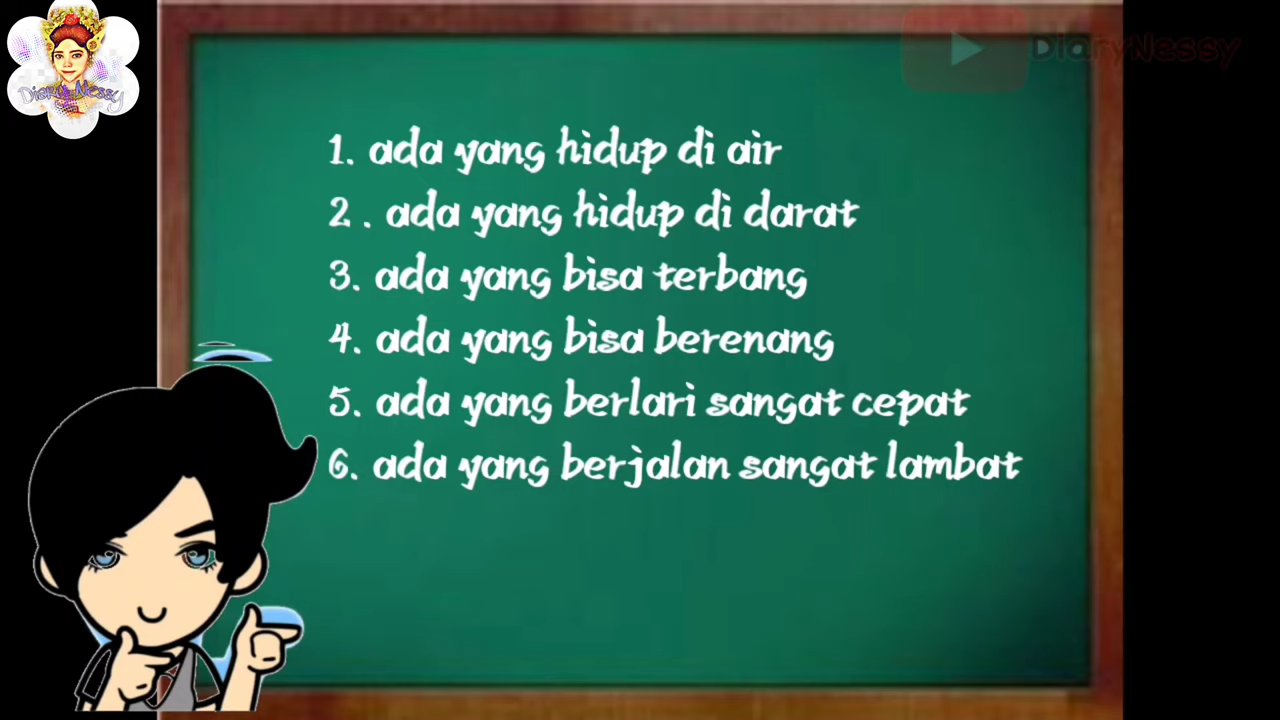 DiaryNessy
Diary Nessy
1. ada yang hidup di air
2 . ada yang hidup di darat
3. ada yang bisa terbang
4. ada yang bisa berenang
5. ada yang berlari sangat cepat
6. ada yang berjalan sangat lambat